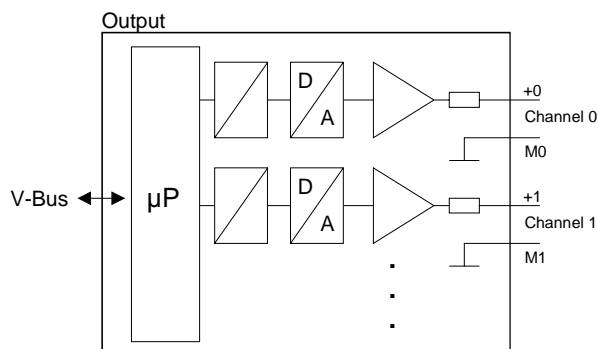 Output
D
A
+0
Channel 0
M0
V-Bus
µP
D
A
+1
Channel 1
M1